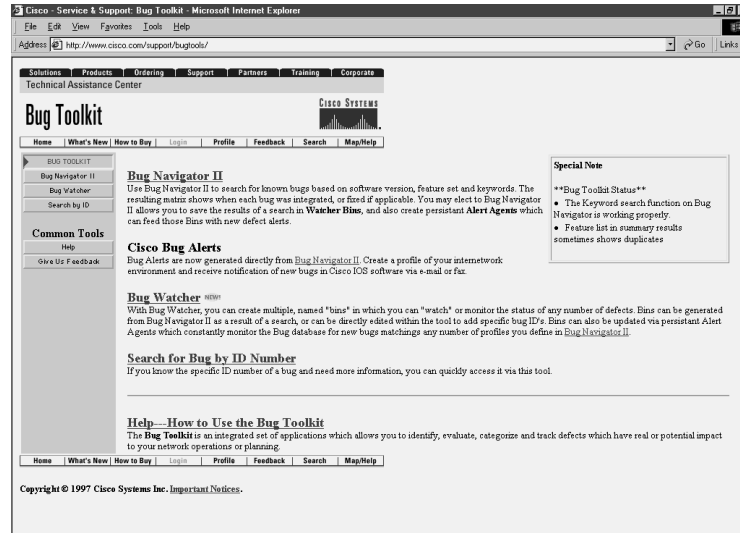 Cisco - Service & Support: Bug Toolkit - Microsoft Internet Explorer
File Edit View Favorites Tools Help
Address http://www.cisco.com/support/bugtools/ Go Links
Solutions Products Ordering Support Partners Training Corporate
Technical Assistance Center
Bug Toolkit
CISCO SYSTEMS
Home | What's New | How to Buy | Login | Profile | Feedback | Search | Map/Help
BUG TOOLKIT
Bug Navigator II
Bug Watcher
Search by ID
Common Tools
Help
Give Us Feedback
Bug Navigator II
Use Bug Navigator II to search for known bugs based on software version, feature set and keywords. The
resulting matrix shows when each bug was integrated, or fixed if applicable. You may elect to Bug Navigator
II allows you to save the results of a search in Watcher Bins, and also create persistant Alert Agents which
can feed those Bins with new defect alerts.
Special Note
**Bug Toolkit Status**
• The Keyword search function on Bug
Navigator is working properly.
• Feature list in summary results
sometimes shows duplicates
Cisco Bug Alerts
Bug Alerts are now generated directly from Bug Navigator II. Create a profile of your internetwork
environment and receive notification of new bugs in Cisco IOS software via e-mail or fax.
Bug Watcher NEW!
With Bug Watcher, you can create multiple, named "bins" in which you can "watch" or monitor the status of any number of defects. Bins can be generated
from Bug Navigator II as a result of a search, or can be directly edited within the tool to add specific bug ID's. Bins can also be updated via persistant Alert
Agents which constantly monitor the Bug database for new bugs matchings any number of profiles you define in Bug Navigator II.
Search for Bug by ID Number
If you know the specific ID number of a bug and need more information, you can quickly access it via this tool.
Help---How to Use the Bug Toolkit
The Bug Toolkit is an integrated set of applications which allows you to identify, evaluate, categorize and track defects which have real or potential impact
to your network operations or planning.
Home | What's New | How to Buy | Login | Profile | Feedback | Search | Map/Help
Copyright © 1997 Cisco Systems Inc. Important Notices.